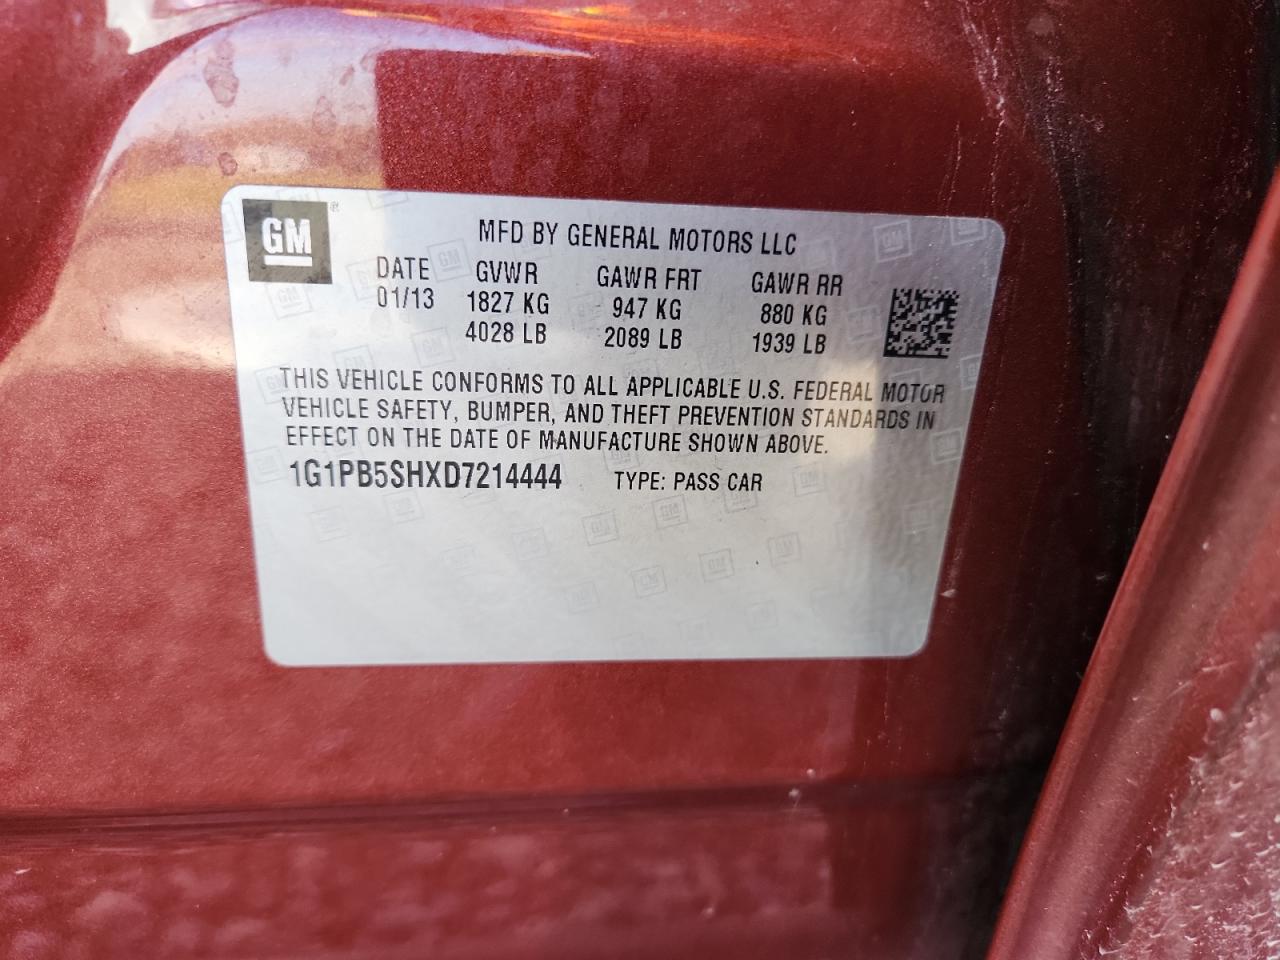 GM
MFD BY GENERAL MOTORS LLC
DATE GVWR GAWR FRT GAWR RR
01/13 1827 KG 947 KG 880 KG
4028 LB 2089 LB 1939 LB
THIS VEHICLE CONFORMS TO ALL APPLICABLE U.S. FEDERAL MOTOR
VEHICLE SAFETY, BUMPER, AND THEFT PREVENTION STANDARDS IN
EFFECT ON THE DATE OF MANUFACTURE SHOWN ABOVE.
1G1PB5SHXD7214444 TYPE: PASS CAR